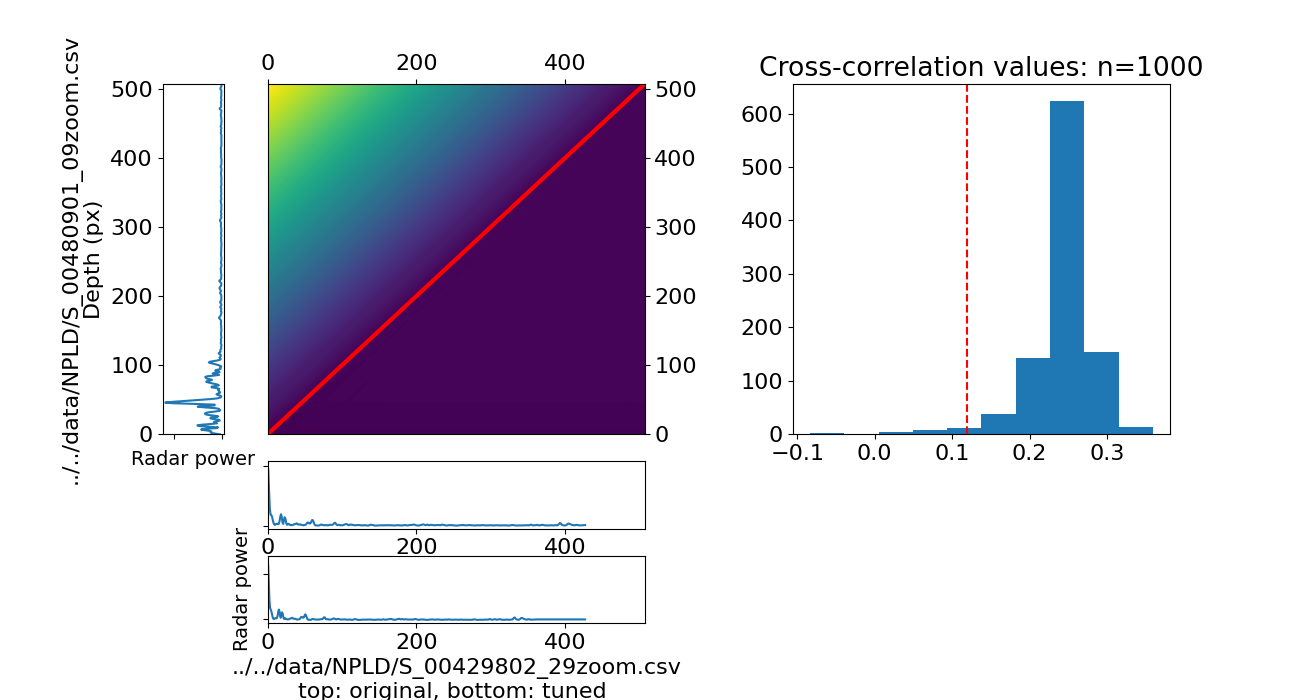 ../../data/NPLD/S_00480901_09zoom.csv
Depth (px)
0
100
200
300
400
500
Radar power
0 200 400
500
400
300
200
100
0
0 200 400
Radar power
0 200 400
../../data/NPLD/S_00429802_29zoom.csv
top: original, bottom: tuned
Cross-correlation values: n=1000
600
500
400
300
200
100
0
−0.1 0.0 0.1 0.2 0.3